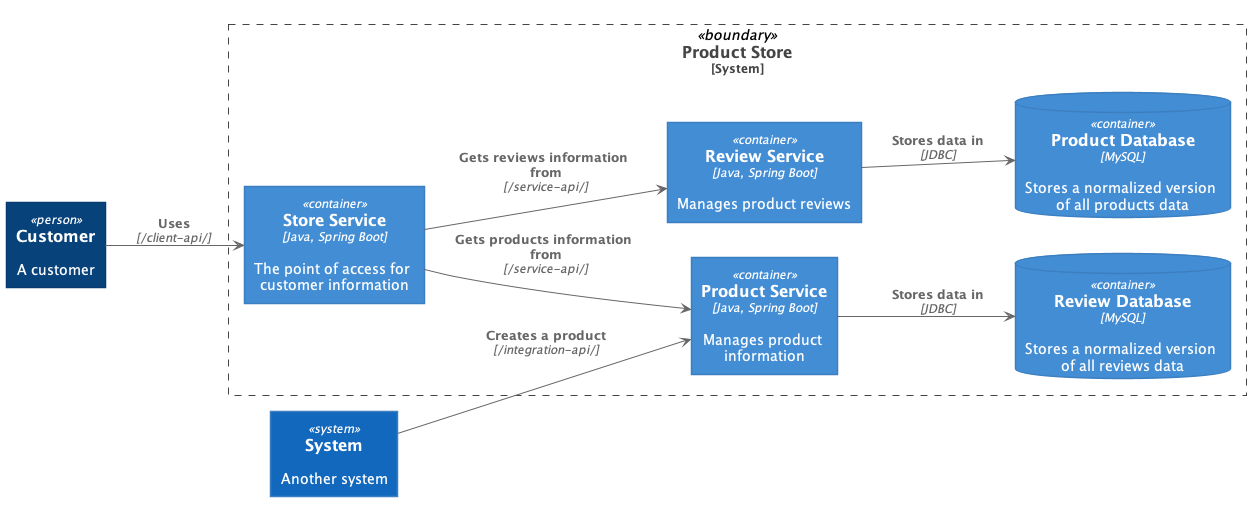 «boundary»
Product Store
[System]
«person»
Customer
A customer
Uses
[/client-api/]
«container»
Store Service
[Java, Spring Boot]
The point of access for
customer information
Gets reviews information
from
[/service-api/]
Gets products information
from
[/service-api/]
Creates a product
[/integration-api/]
«system»
System
Another system
«container»
Review Service
[Java, Spring Boot]
Manages product reviews
«container»
Product Service
[Java, Spring Boot]
Manages product
information
Stores data in
[JDBC]
Stores data in
[JDBC]
«container»
Product Database
[MySQL]
Stores a normalized version
of all products data
«container»
Review Database
[MySQL]
Stores a normalized version
of all reviews data